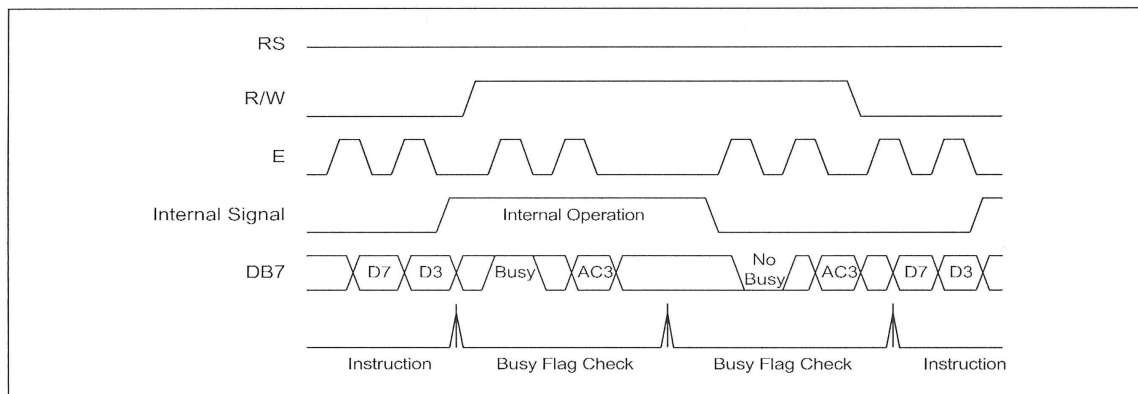 RS
R/W
E
Internal Signal
Internal Operation
DB7
D7 D3 Busy AC3 No Busy AC3 D7 D3
Instruction Busy Flag Check Busy Flag Check Instruction